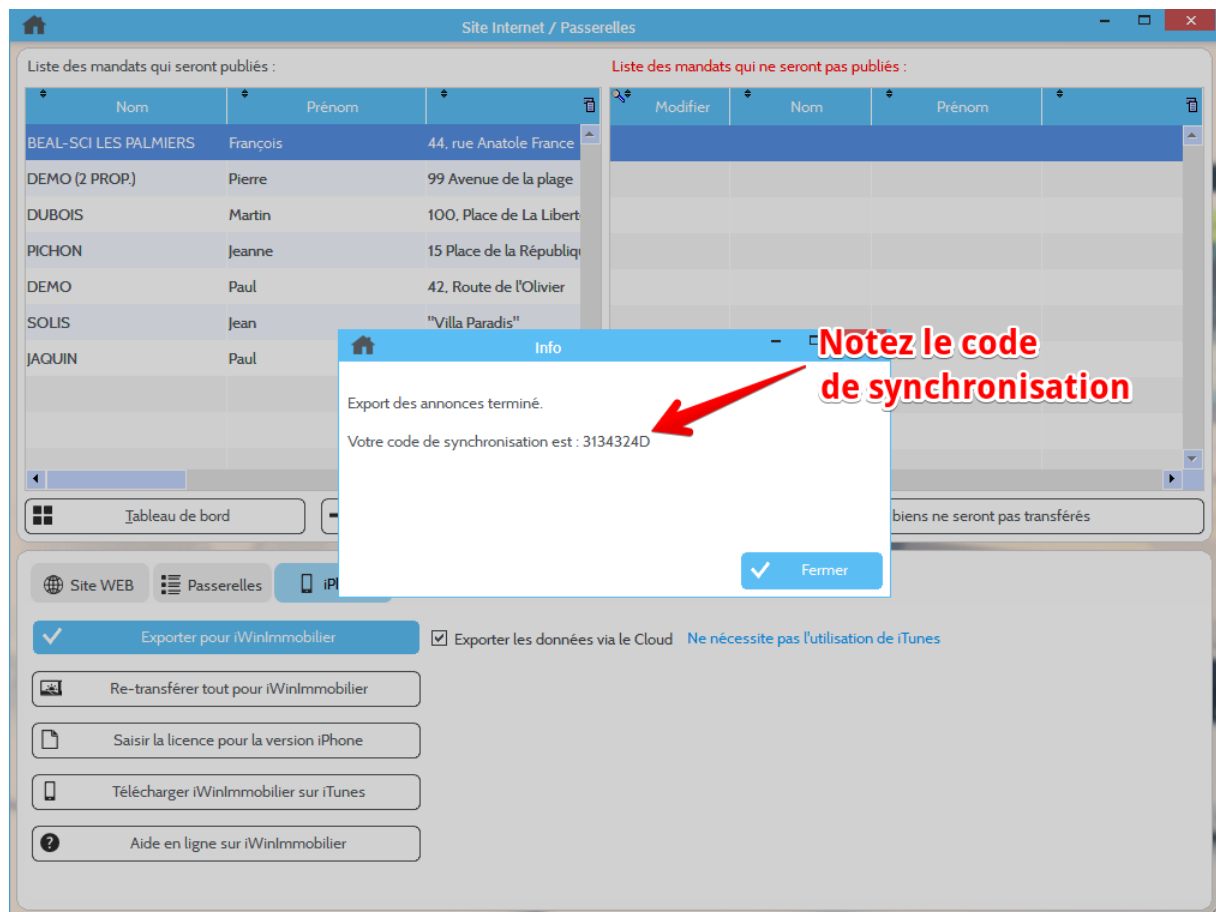 Site Internet / Passerelles
Liste des mandats qui seront publiés :
Liste des mandats qui ne seront pas publiés :
Nom Prénom
Modifier Nom Prénom
BEAL-SCI LES PALMIERS François 44, rue Anatole France
DEMO (2 PROP.) Pierre 99 Avenue de la plage
DUBOIS Martin 100, Place de La Libert
PICHON Jeanne 15 Place de la Républiq
DEMO Paul 42, Route de l'Olivier
SOLIS Jean "Villa Paradis"
JAQUIN Paul
Info
Notez le code
de synchronisation
Export des annonces terminé.
Votre code de synchronisation est : 3134324D
Fermer
Tableau de bord
biens ne seront pas transférés
Site WEB Passerelles iP
Exporter pour iWinImmobilier
Exporter les données via le Cloud Ne nécessite pas l'utilisation de iTunes
Re-transférer tout pour iWinImmobilier
Saisir la licence pour la version iPhone
Télécharger iWinImmobilier sur iTunes
Aide en ligne sur iWinImmobilier